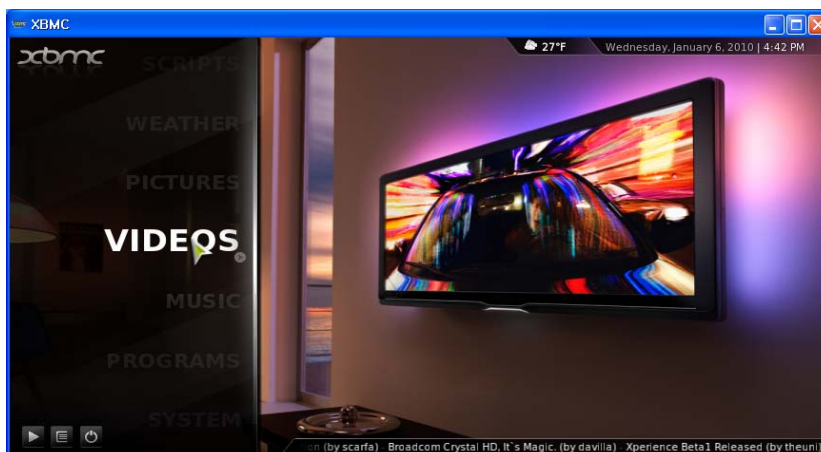 XBMC
xbmc
27°F
Wednesday, January 6, 2010 | 4:42 PM
SCRIPTS
WEATHER
PICTURES
VIDEOS
MUSIC
PROGRAMS
SYSTEM
(by scarfa) · Broadcom Crystal HD, It`s Magic. (by davilla) · Xperience Beta1 Released (by theuni)